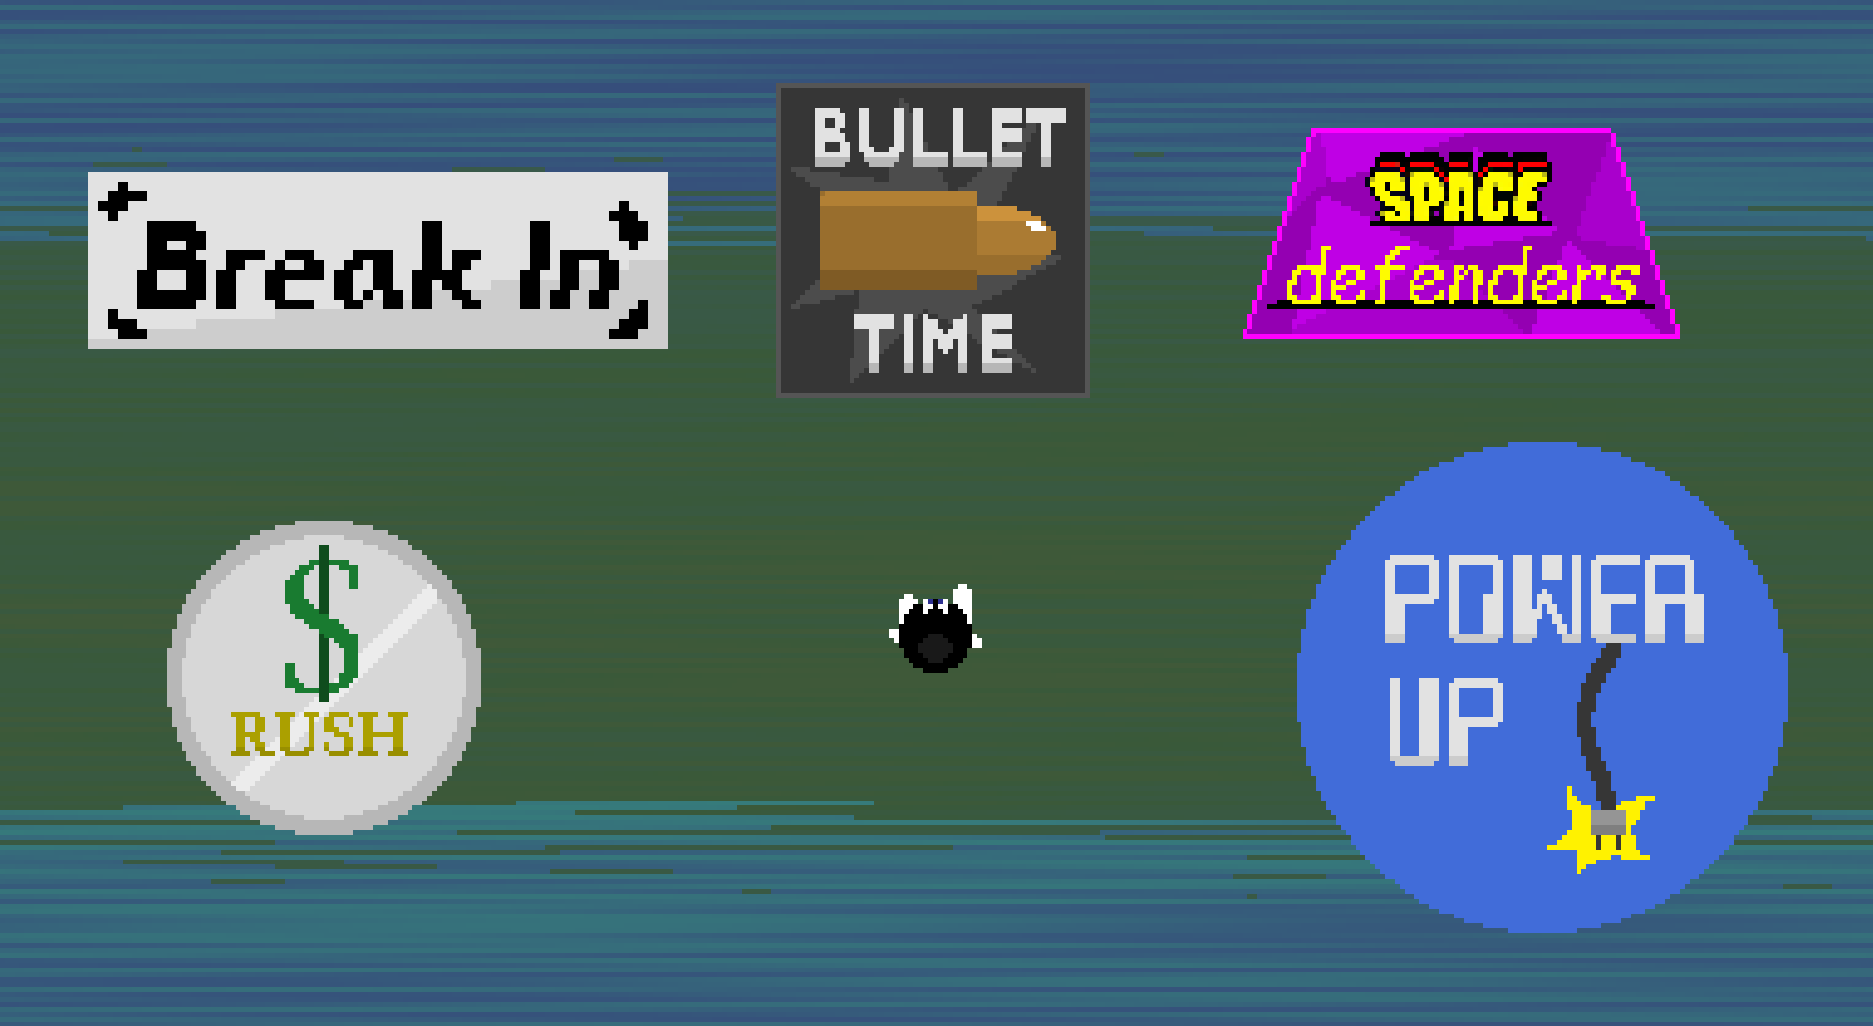 Break In
BULLET
TIME
SPACE
defenders
$
RUSH
POWER
UP